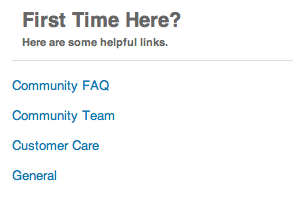 First Time Here?
Here are some helpful links.
Community FAQ
Community Team
Customer Care
General